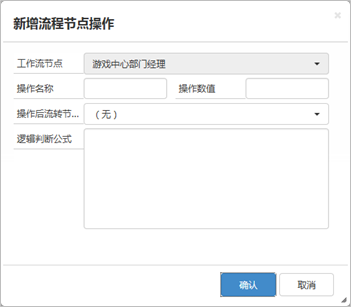 新增流程节点操作
×
工作流节点 游戏中心部门经理
操作名称 操作数值
操作后流转节... （无）
逻辑判断公式
确认 取消